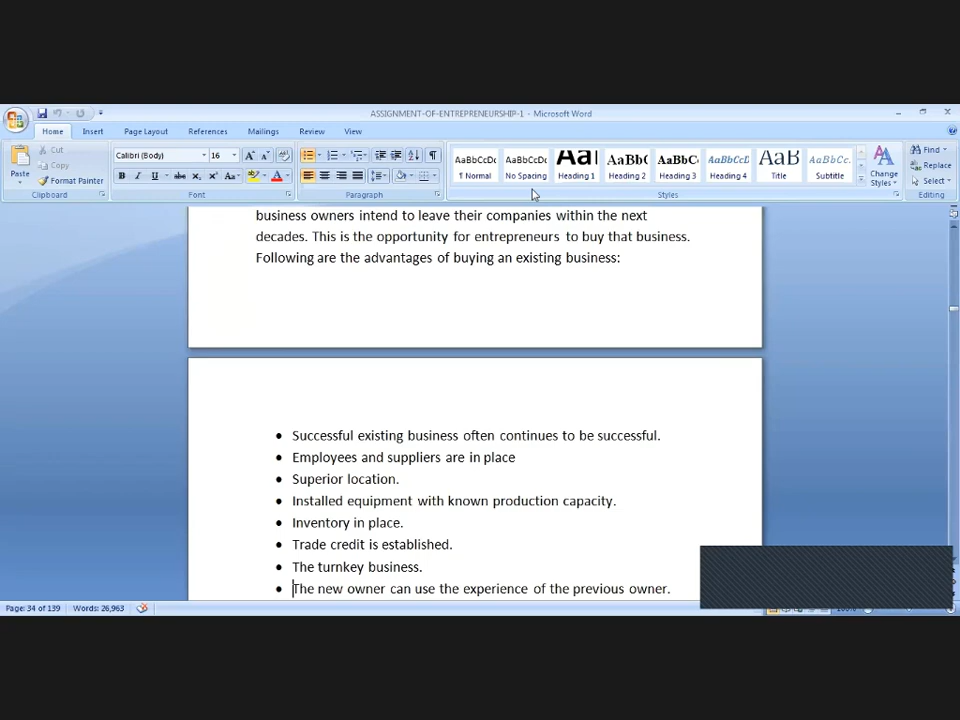 ASSIGNMENT-OF-ENTREPRENEURSHIP-1 - Microsoft Word
Home Insert Page Layout References Mailings Review View
Paste
Cut
Copy
Format Painter
Clipboard
Calibri (Body) 16
B I U abc x₂ x² Aa
Font
Paragraph
AaBbCcDc AaBbCcDc AaBbC AaBbCc AaBbCcD AaB AaBbCc.
¶ Normal No Spacing Heading 1 Heading 2 Heading 3 Heading 4 Title Subtitle
Styles
Change
Styles
Find
Replace
Select
Editing
business owners intend to leave their companies within the next
decades. This is the opportunity for entrepreneurs to buy that business.
Following are the advantages of buying an existing business:
• Successful existing business often continues to be successful.
• Employees and suppliers are in place
• Superior location.
• Installed equipment with known production capacity.
• Inventory in place.
• Trade credit is established.
• The turnkey business.
• The new owner can use the experience of the previous owner.
Page: 34 of 139 Words: 26,963